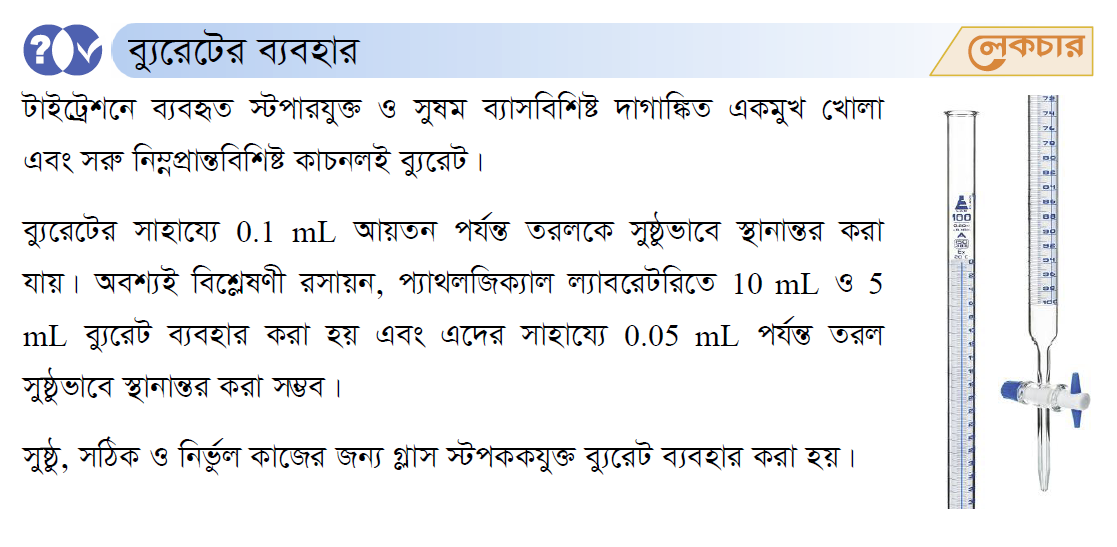 ব্যুরেটের ব্যবহার
লেকচার
টাইট্রেশনে ব্যবহৃত স্টপারযুক্ত ও সুষম ব্যাসবিশিষ্ট দাগাঙ্কিত একমুখ খোলা
এবং সরু নিম্নপ্রান্তবিশিষ্ট কাচনলই ব্যুরেট।
ব্যুরেটের সাহায্যে 0.1 mL আয়তন পর্যন্ত তরলকে সুষ্ঠুভাবে স্থানান্তর করা
যায়। অবশ্যই বিশ্লেষণী রসায়ন, প্যাথলজিক্যাল ল্যাবরেটরিতে 10 mL ও 5
mL ব্যুরেট ব্যবহার করা হয় এবং এদের সাহায্যে 0.05 mL পর্যন্ত তরল
সুষ্ঠুভাবে স্থানান্তর করা সম্ভব।
সুষ্ঠু, সঠিক ও নির্ভুল কাজের জন্য গ্লাস স্টপককযুক্ত ব্যুরেট ব্যবহার করা হয়।
100